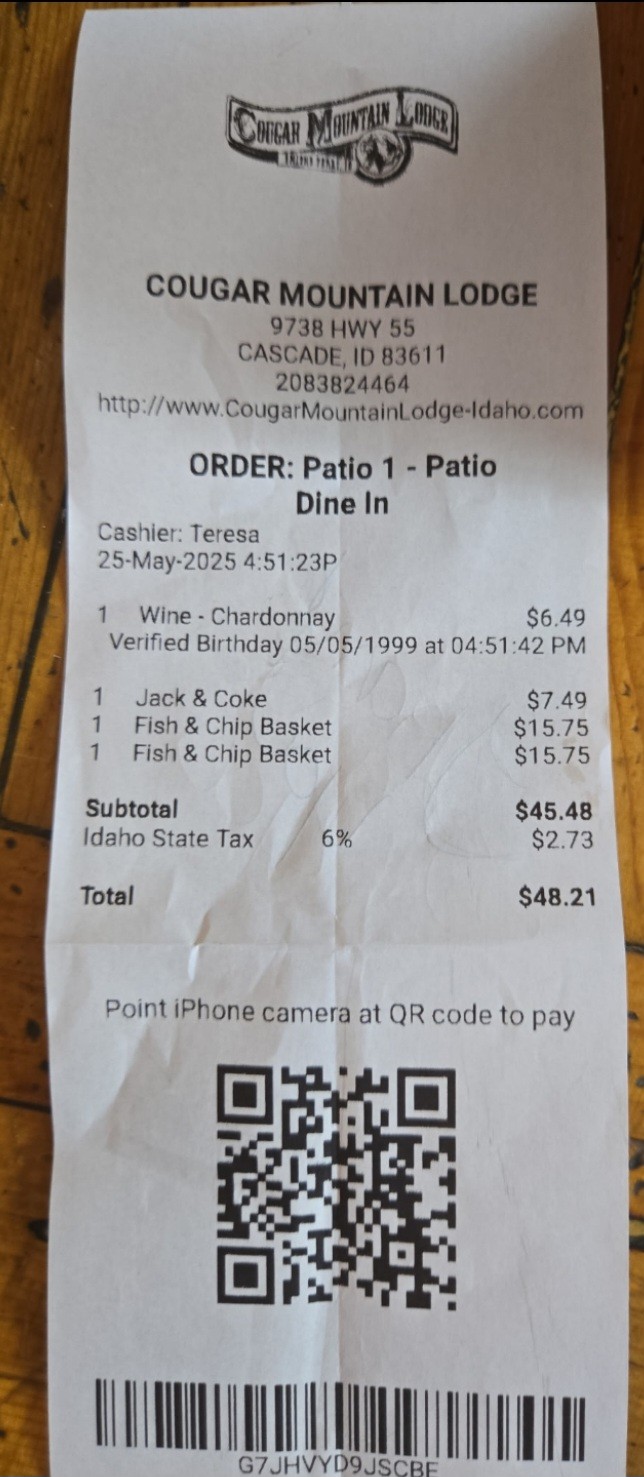 COUGAR MOUNTAIN LODGE
COUGAR MOUNTAIN LODGE
9738 HWY 55
CASCADE, ID 83611
2083824464
http://www.CougarMountainLodge-Idaho.com
ORDER: Patio 1 - Patio
Dine In
Cashier: Teresa
25-May-2025 4:51:23P
1 Wine - Chardonnay $6.49
Verified Birthday 05/05/1999 at 04:51:42 PM
1 Jack & Coke $7.49
1 Fish & Chip Basket $15.75
1 Fish & Chip Basket $15.75
Subtotal $45.48
Idaho State Tax 6% $2.73
Total $48.21
Point iPhone camera at QR code to pay
G7JHVYD9JSCBE